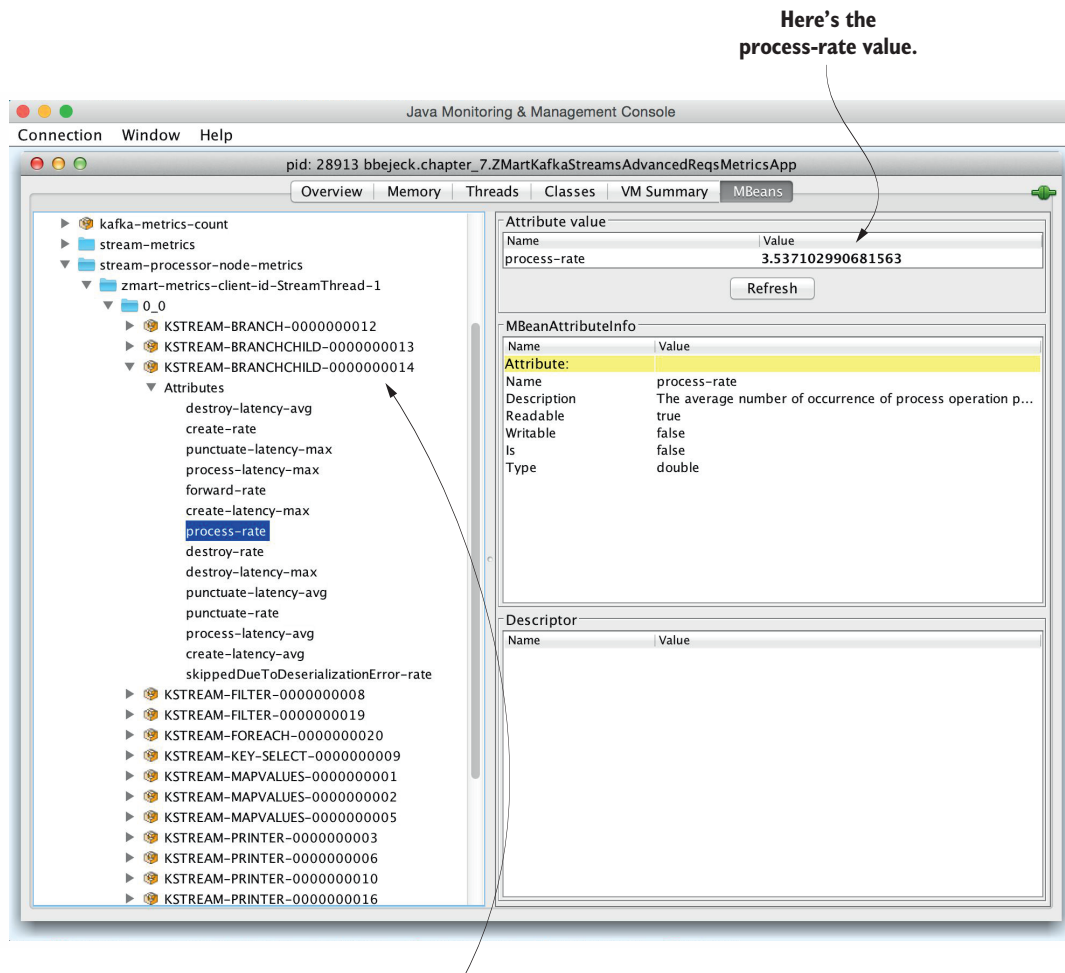 Here's the
process-rate value.
Java Monitoring & Management Console
Connection Window Help
pid: 28913 bbejeck.chapter_7.ZMartKafkaStreamsAdvancedReqsMetricsApp
Overview Memory Threads Classes VM Summary MBeans
kafka-metrics-count
stream-metrics
stream-processor-node-metrics
zmart-metrics-client-id-StreamThread-1
0_0
KSTREAM-BRANCH-0000000012
KSTREAM-BRANCHCHILD-0000000013
KSTREAM-BRANCHCHILD-0000000014
Attributes
destroy-latency-avg
create-rate
punctuate-latency-max
process-latency-max
forward-rate
create-latency-max
process-rate
destroy-rate
destroy-latency-max
punctuate-latency-avg
punctuate-rate
process-latency-avg
create-latency-avg
skippedDueToDeserializationError-rate
KSTREAM-FILTER-0000000008
KSTREAM-FILTER-0000000019
KSTREAM-FOREACH-0000000020
KSTREAM-KEY-SELECT-0000000009
KSTREAM-MAPVALUES-0000000001
KSTREAM-MAPVALUES-0000000002
KSTREAM-MAPVALUES-0000000005
KSTREAM-PRINTER-0000000003
KSTREAM-PRINTER-0000000006
KSTREAM-PRINTER-0000000010
KSTREAM-PRINTER-0000000016
Attribute value
Name Value
process-rate 3.537102990681563
Refresh
MBeanAttributeInfo
Name Value
Attribute:
Name process-rate
Description The average number of occurrence of process operation p...
Readable true
Writable false
Is false
Type double
Descriptor
Name Value